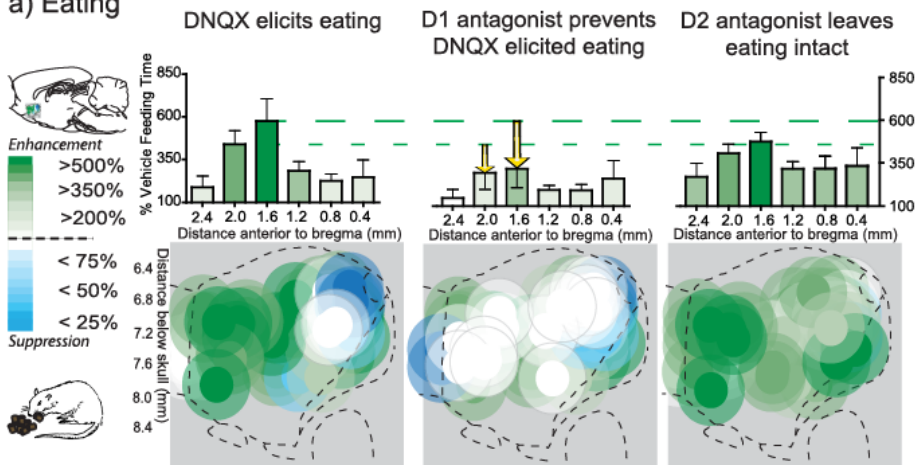 a) Eating
DNQX elicits eating
D1 antagonist prevents
DNQX elicited eating
D2 antagonist leaves
eating intact
Enhancement
>500%
>350%
>200%
< 75%
< 50%
< 25%
Suppression
% Vehicle Feeding Time
850
600
350
100
2.4 2.0 1.6 1.2 0.8 0.4
Distance anterior to bregma (mm)
2.4 2.0 1.6 1.2 0.8 0.4
Distance anterior to bregma (mm)
850
600
350
100
2.4 2.0 1.6 1.2 0.8 0.4
Distance anterior to bregma (mm)
Distance below skull (mm)
6.4
6.8
7.2
7.6
8.0
8.4